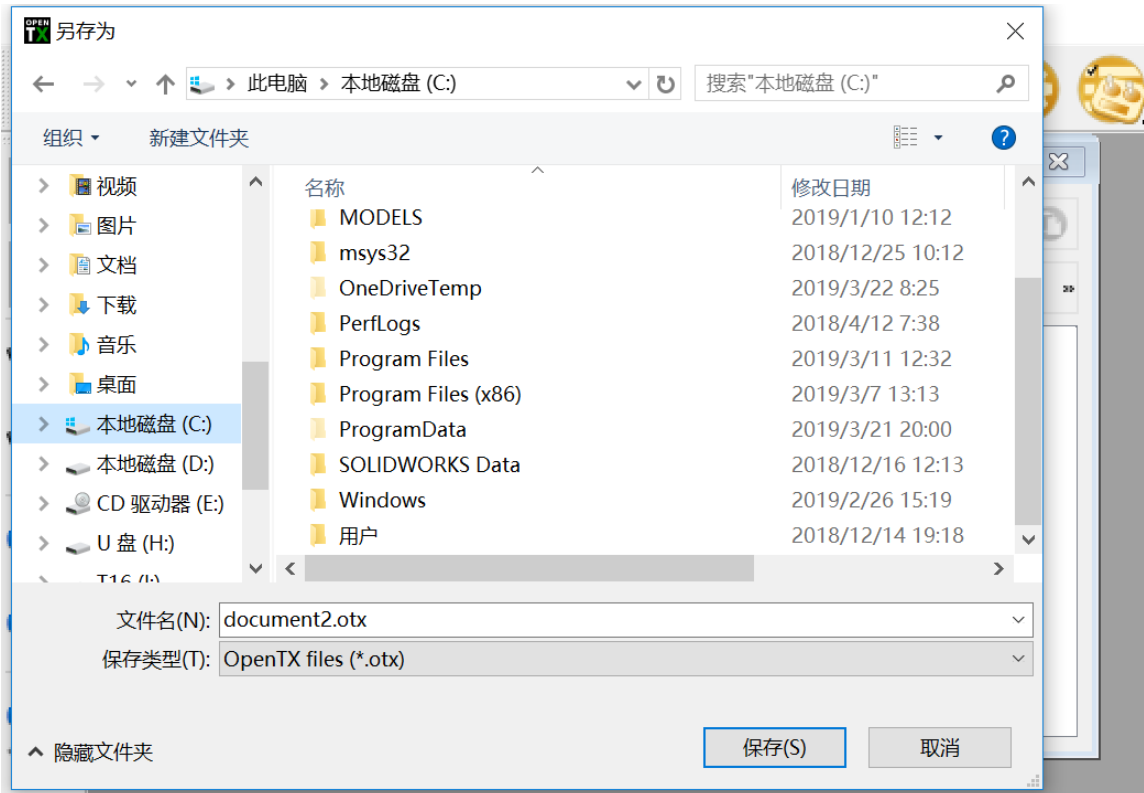 OPEN TX 另存为
此电脑 > 本地磁盘 (C:)
搜索"本地磁盘 (C:)"
组织
新建文件夹
视频
图片
文档
下载
音乐
桌面
本地磁盘 (C:)
本地磁盘 (D:)
CD 驱动器 (E:)
U 盘 (H:)
T16 (I:)
名称 修改日期
MODELS 2019/1/10 12:12
msys32 2018/12/25 10:12
OneDriveTemp 2019/3/22 8:25
PerfLogs 2018/4/12 7:38
Program Files 2019/3/11 12:32
Program Files (x86) 2019/3/7 13:13
ProgramData 2019/3/21 20:00
SOLIDWORKS Data 2018/12/16 12:13
Windows 2019/2/26 15:19
用户 2018/12/14 19:18
文件名(N): document2.otx
保存类型(T): OpenTX files (*.otx)
隐藏文件夹
保存(S)
取消